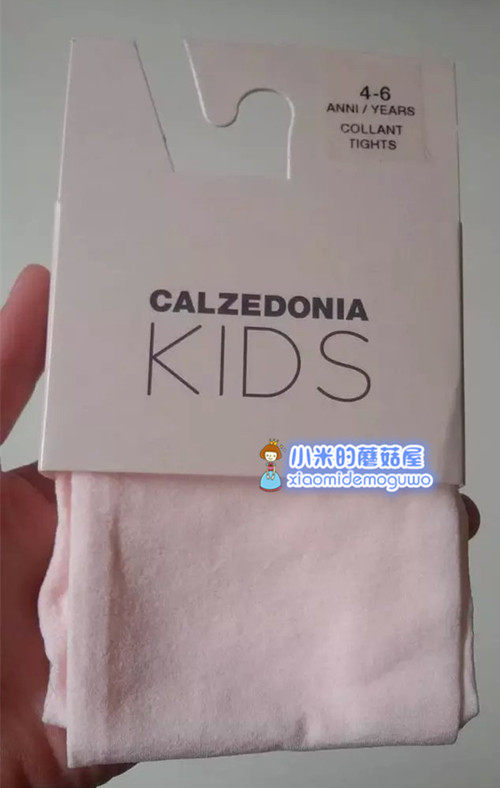 4-6
ANNI / YEARS
COLLANT
TIGHTS
CALZEDONIA
KIDS
小米的蘑菇屋
xiaomidemoguwo